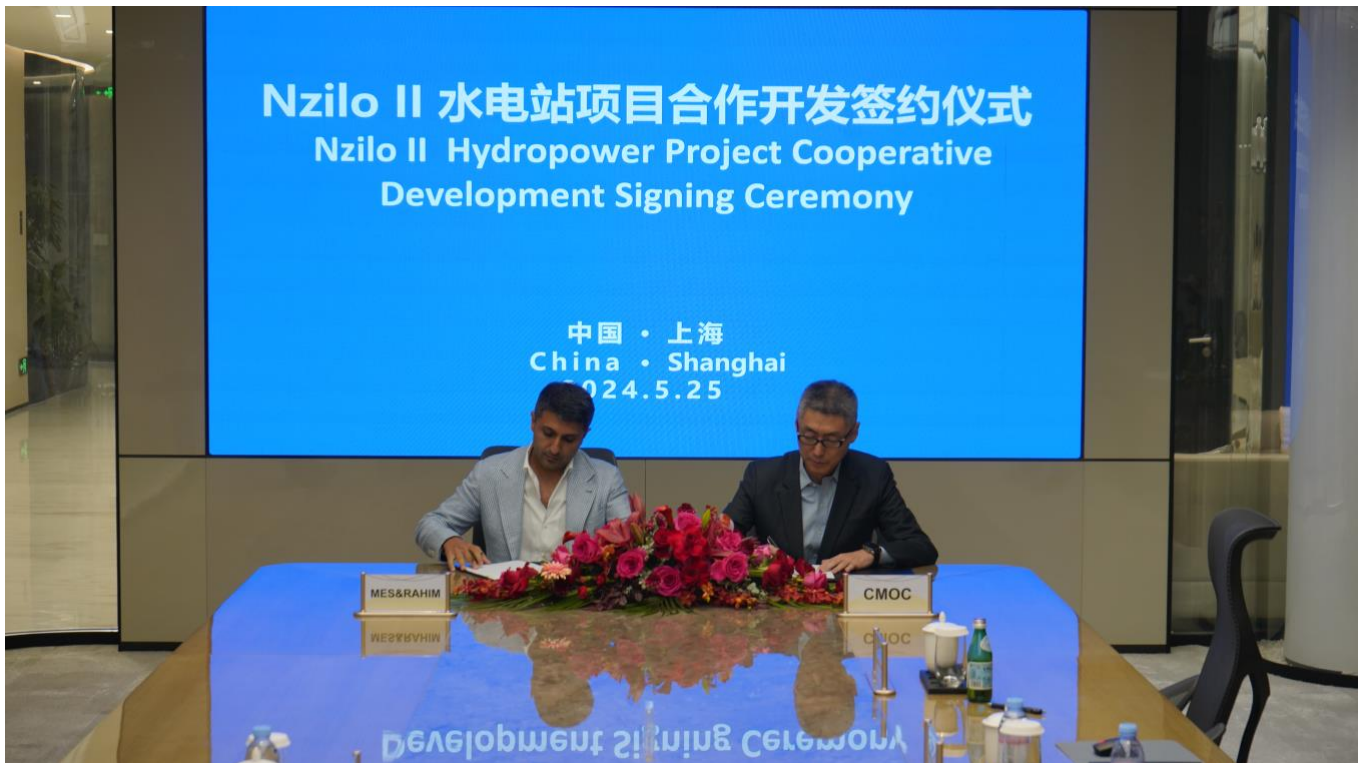 Nzilo II 水电站项目合作开发签约仪式
Nzilo II Hydropower Project Cooperative
Development Signing Ceremony
中国 • 上海
China • Shanghai
2024.5.25
MES&RAHIM
CMOC